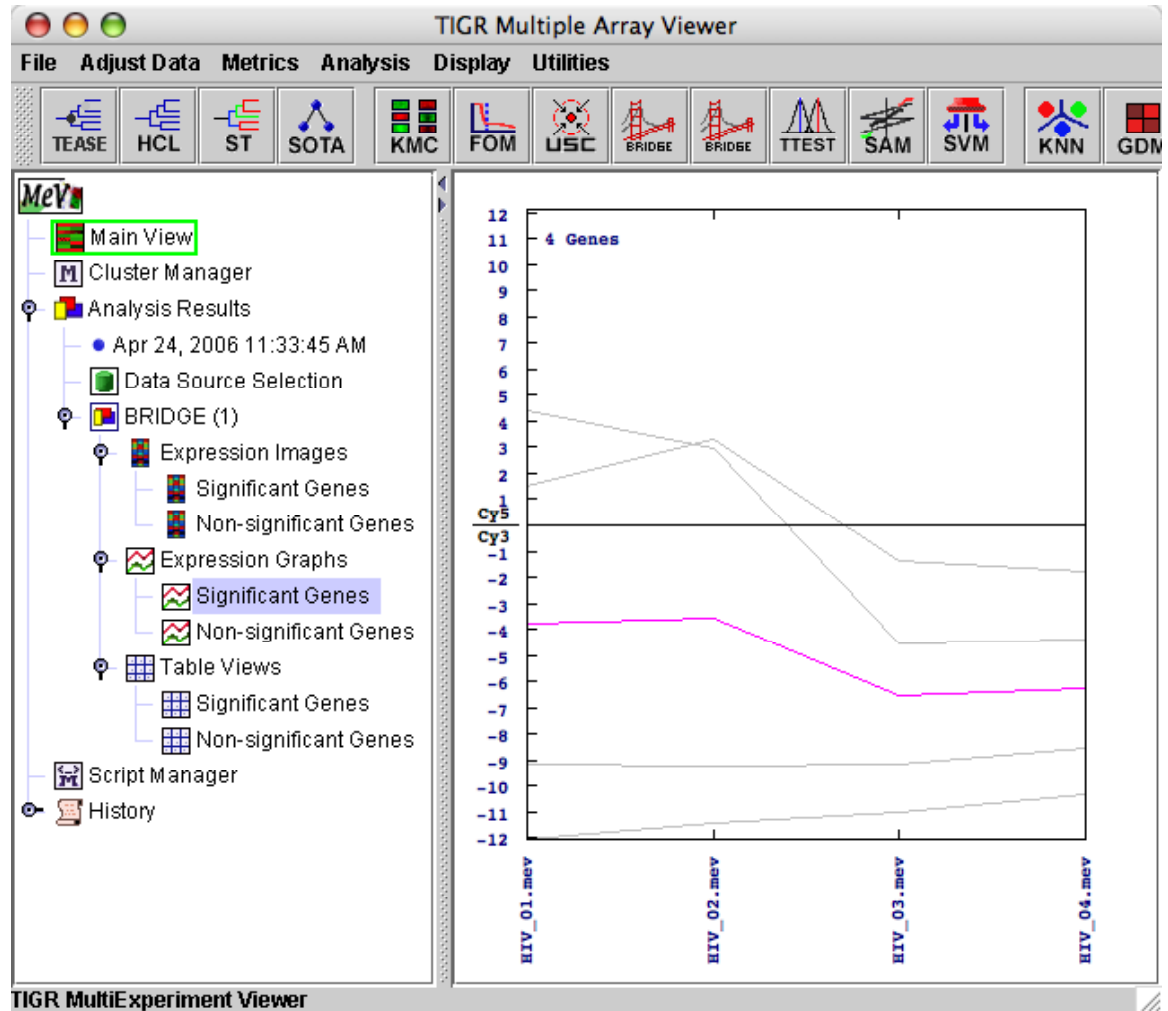 TIGR Multiple Array Viewer
File Adjust Data Metrics Analysis Display Utilities
TEASE HCL ST SOTA KMC FOM USC BRIDGE BRIDGE TTEST SAM SVM KNN GDM
MeV
Main View
M Cluster Manager
Analysis Results
Apr 24, 2006 11:33:45 AM
Data Source Selection
BRIDGE (1)
Expression Images
Significant Genes
Non-significant Genes
Expression Graphs
Significant Genes
Non-significant Genes
Table Views
Significant Genes
Non-significant Genes
Script Manager
History
12
11
4 Genes
10
9
8
7
6
5
4
3
2
1
Cy5
Cy3
-1
-2
-3
-4
-5
-6
-7
-8
-9
-10
-11
-12
HIV_01.mev
HIV_02.mev
HIV_03.mev
HIV_04.mev
TIGR MultiExperiment Viewer